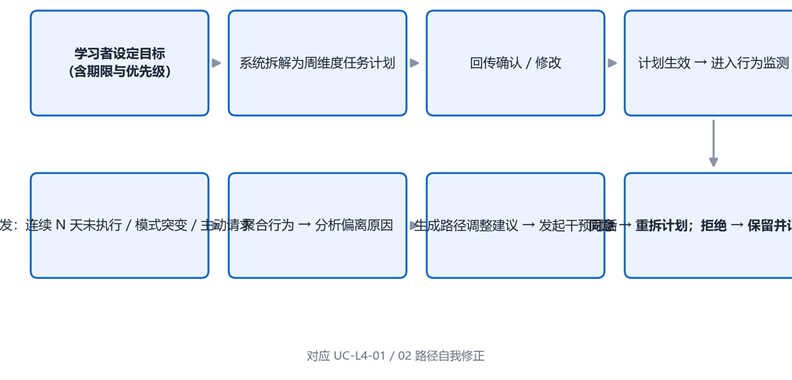 学习者设定目标
(含期限与优先级)
系统拆解为周维度任务计划
回传确认 / 修改
计划生效 → 进入行为监测
发：连续 N 天未执行 / 模式突变 / 主动请求
聚合行为 → 分析偏离原因
生成路径调整建议 → 发起干预
同意 → 重拆计划；拒绝 → 保留并
对应 UC-L4-01 / 02 路径自我修正